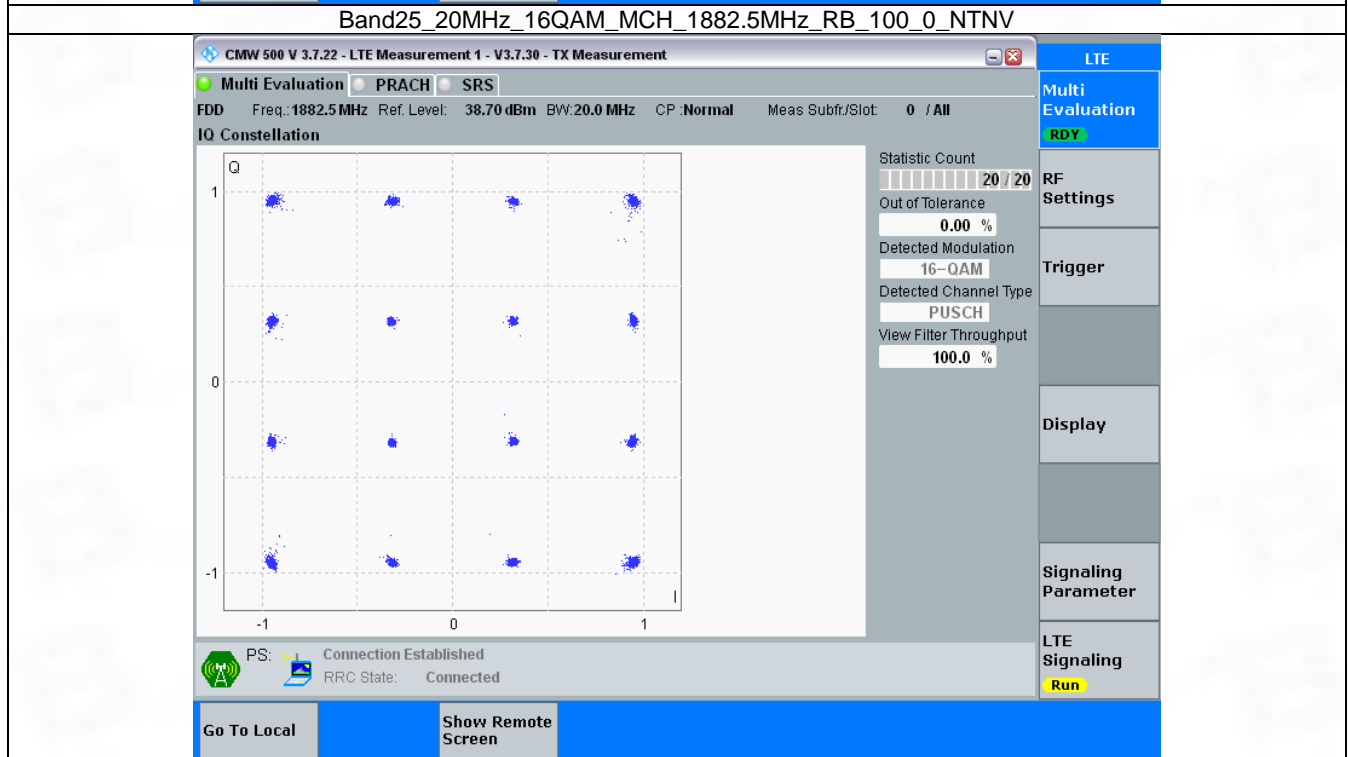 Band25_20MHz_16QAM_MCH_1882.5MHz_RB_100_0_NTNV
CMW 500 V 3.7.22 - LTE Measurement 1 - V3.7.30 - TX Measurement
LTE
Multi Evaluation PRACH SRS
Multi
Evaluation
RDY
FDD Freq.:1882.5 MHz Ref. Level: 38.70 dBm BW:20.0 MHz CP :Normal Meas Subfr./Slot: 0 / All
IQ Constellation
Q
1
0
-1
-1 0 1
I
Statistic Count
20 / 20
Out of Tolerance
0.00 %
Detected Modulation
16-QAM
Detected Channel Type
PUSCH
View Filter Throughput
100.0 %
RF
Settings
Trigger
Display
Signaling
Parameter
LTE
Signaling
Run
PS: Connection Established
RRC State: Connected
Go To Local
Show Remote
Screen